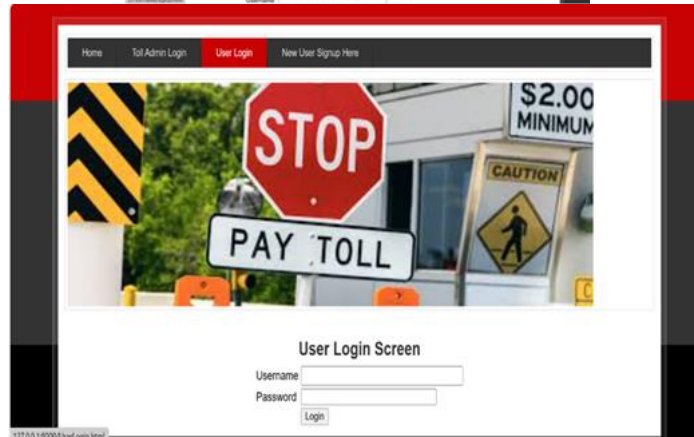 Home Toll Admin Login User Login New User Signup Here
STOP
PAY TOLL
$2.00
MINIMUM
CAUTION
User Login Screen
Username
Password
Login